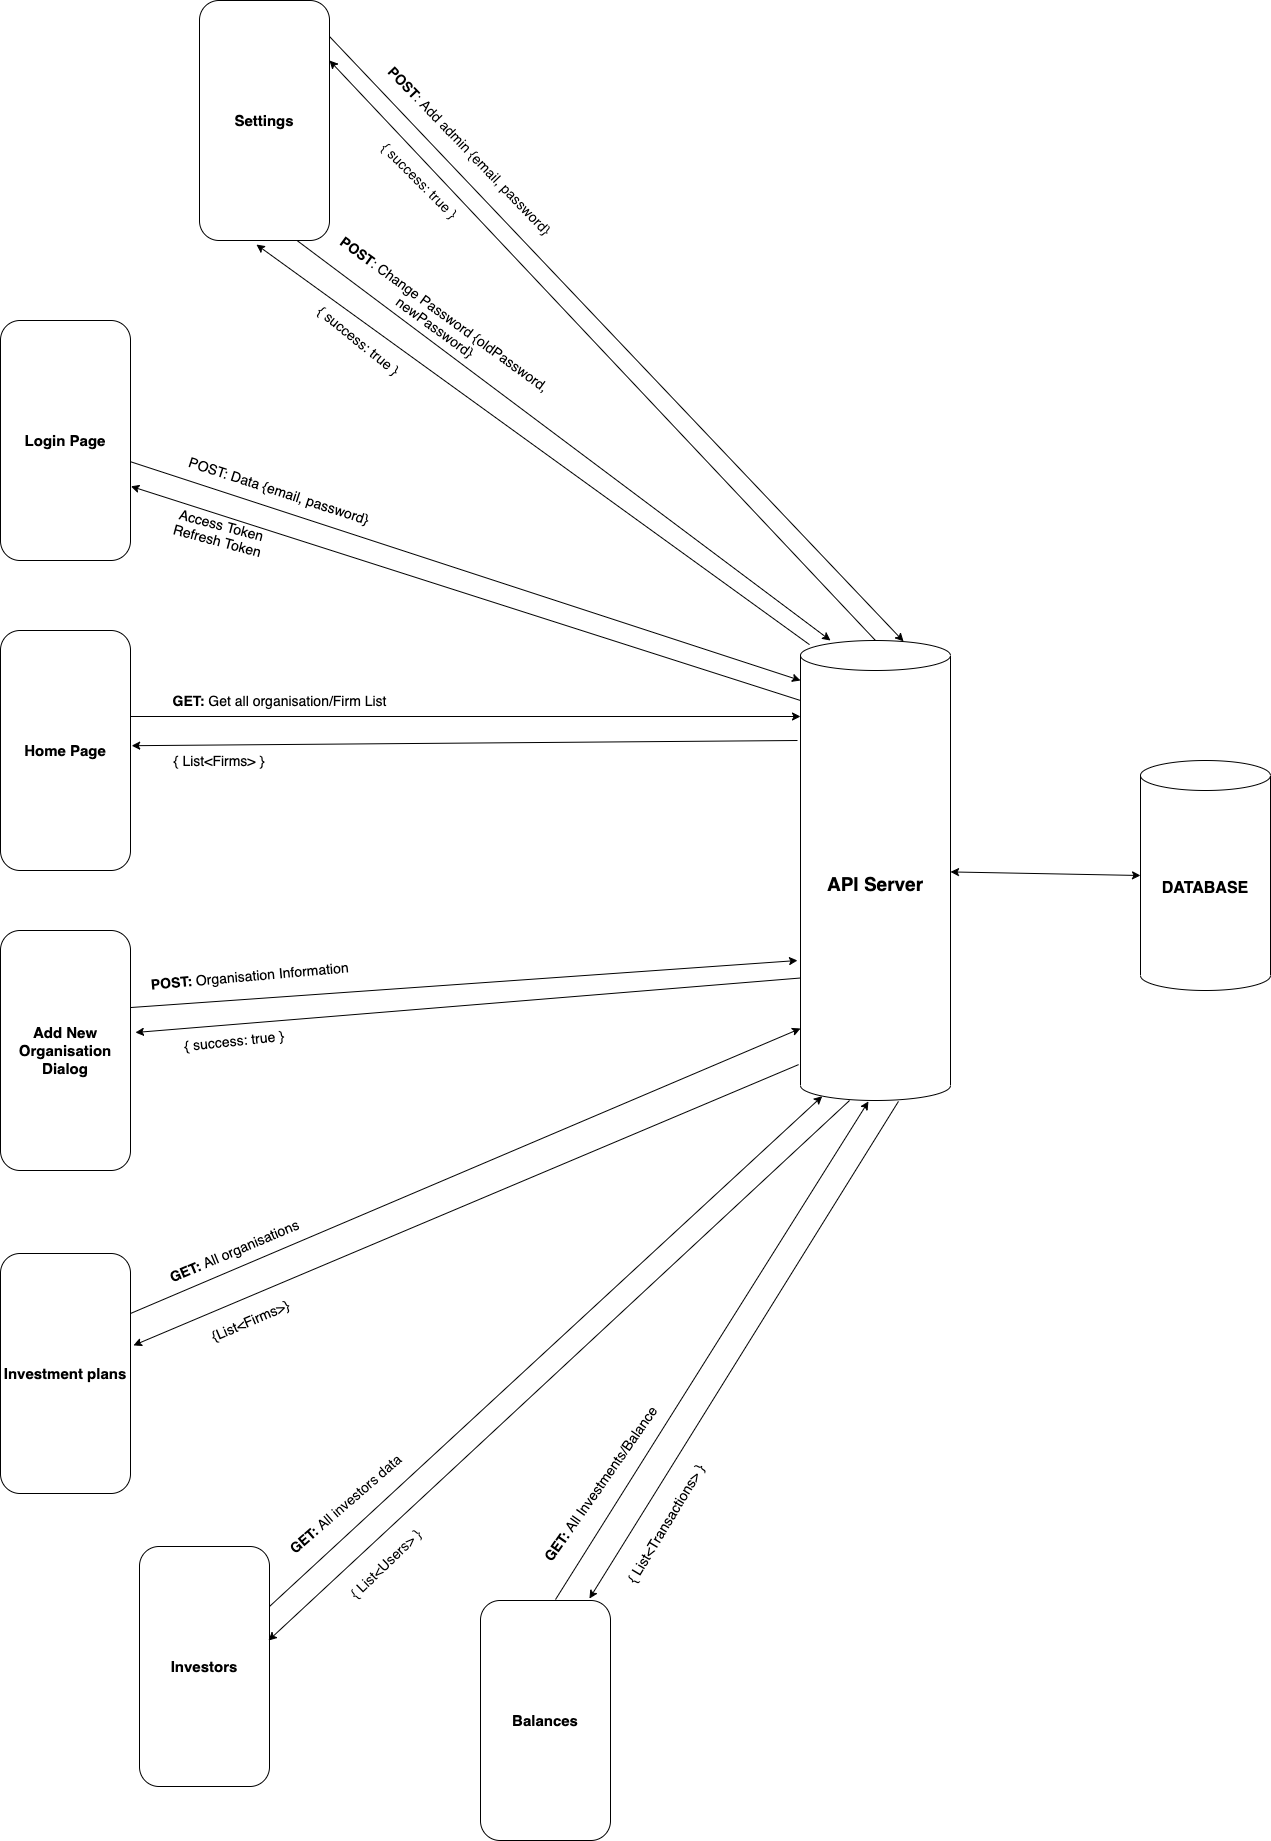 Settings
POST: Add admin {email, password}
{ success: true }
POST: Change Password {oldPassword,
newPassword}
{ success: true }
Login Page
POST: Data {email, password}
Access Token
Refresh Token
Home Page
GET: Get all organisation/Firm List
{ List<Firms> }
API Server
DATABASE
Add New
Organisation
Dialog
POST: Organisation Information
{ success: true }
Investment plans
GET: All organisations
{List<Firms>}
Investors
GET: All investors data
{ List<Users> }
Balances
GET: All Investments/Balance
{ List<Transactions> }